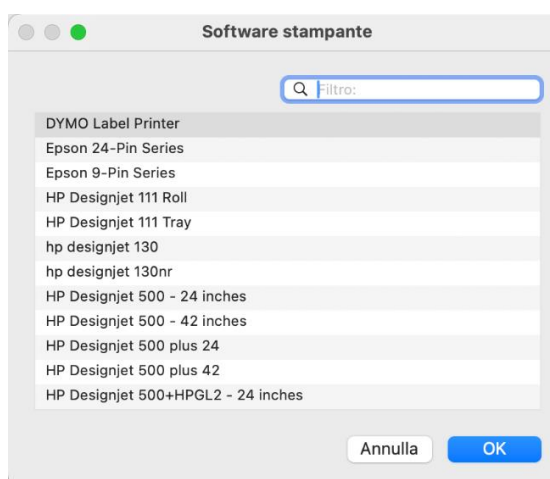 Software stampante
Filtro:
DYMO Label Printer
Epson 24-Pin Series
Epson 9-Pin Series
HP Designjet 111 Roll
HP Designjet 111 Tray
hp designjet 130
hp designjet 130nr
HP Designjet 500 - 24 inches
HP Designjet 500 - 42 inches
HP Designjet 500 plus 24
HP Designjet 500 plus 42
HP Designjet 500+HPGL2 - 24 inches
Annulla OK